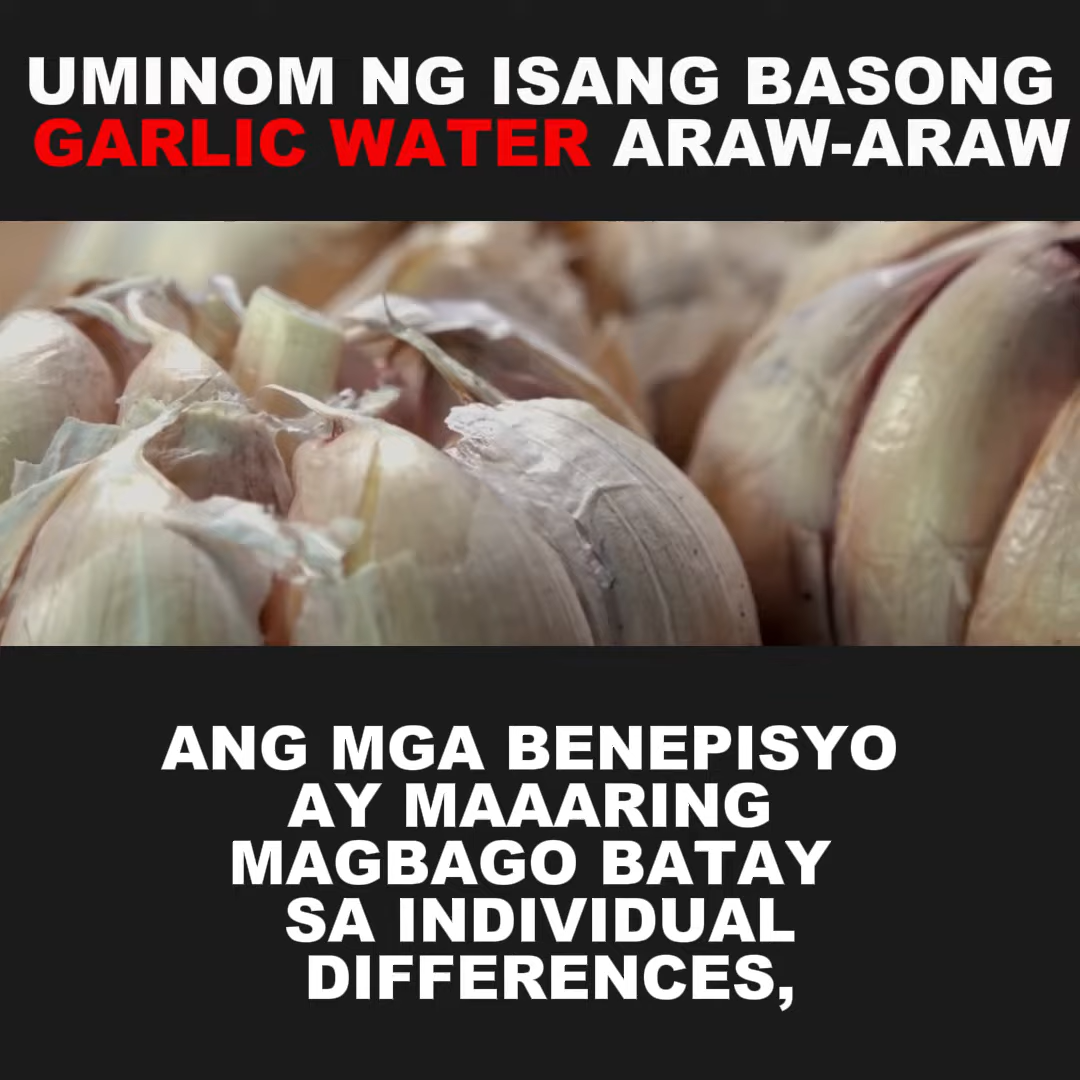 UMINOM NG ISANG BASONG
GARLIC WATER ARAW-ARAW
ANG MGA BENEPISYO
AY MAAARING
MAGBAGO BATAY
SA INDIVIDUAL
DIFFERENCES,